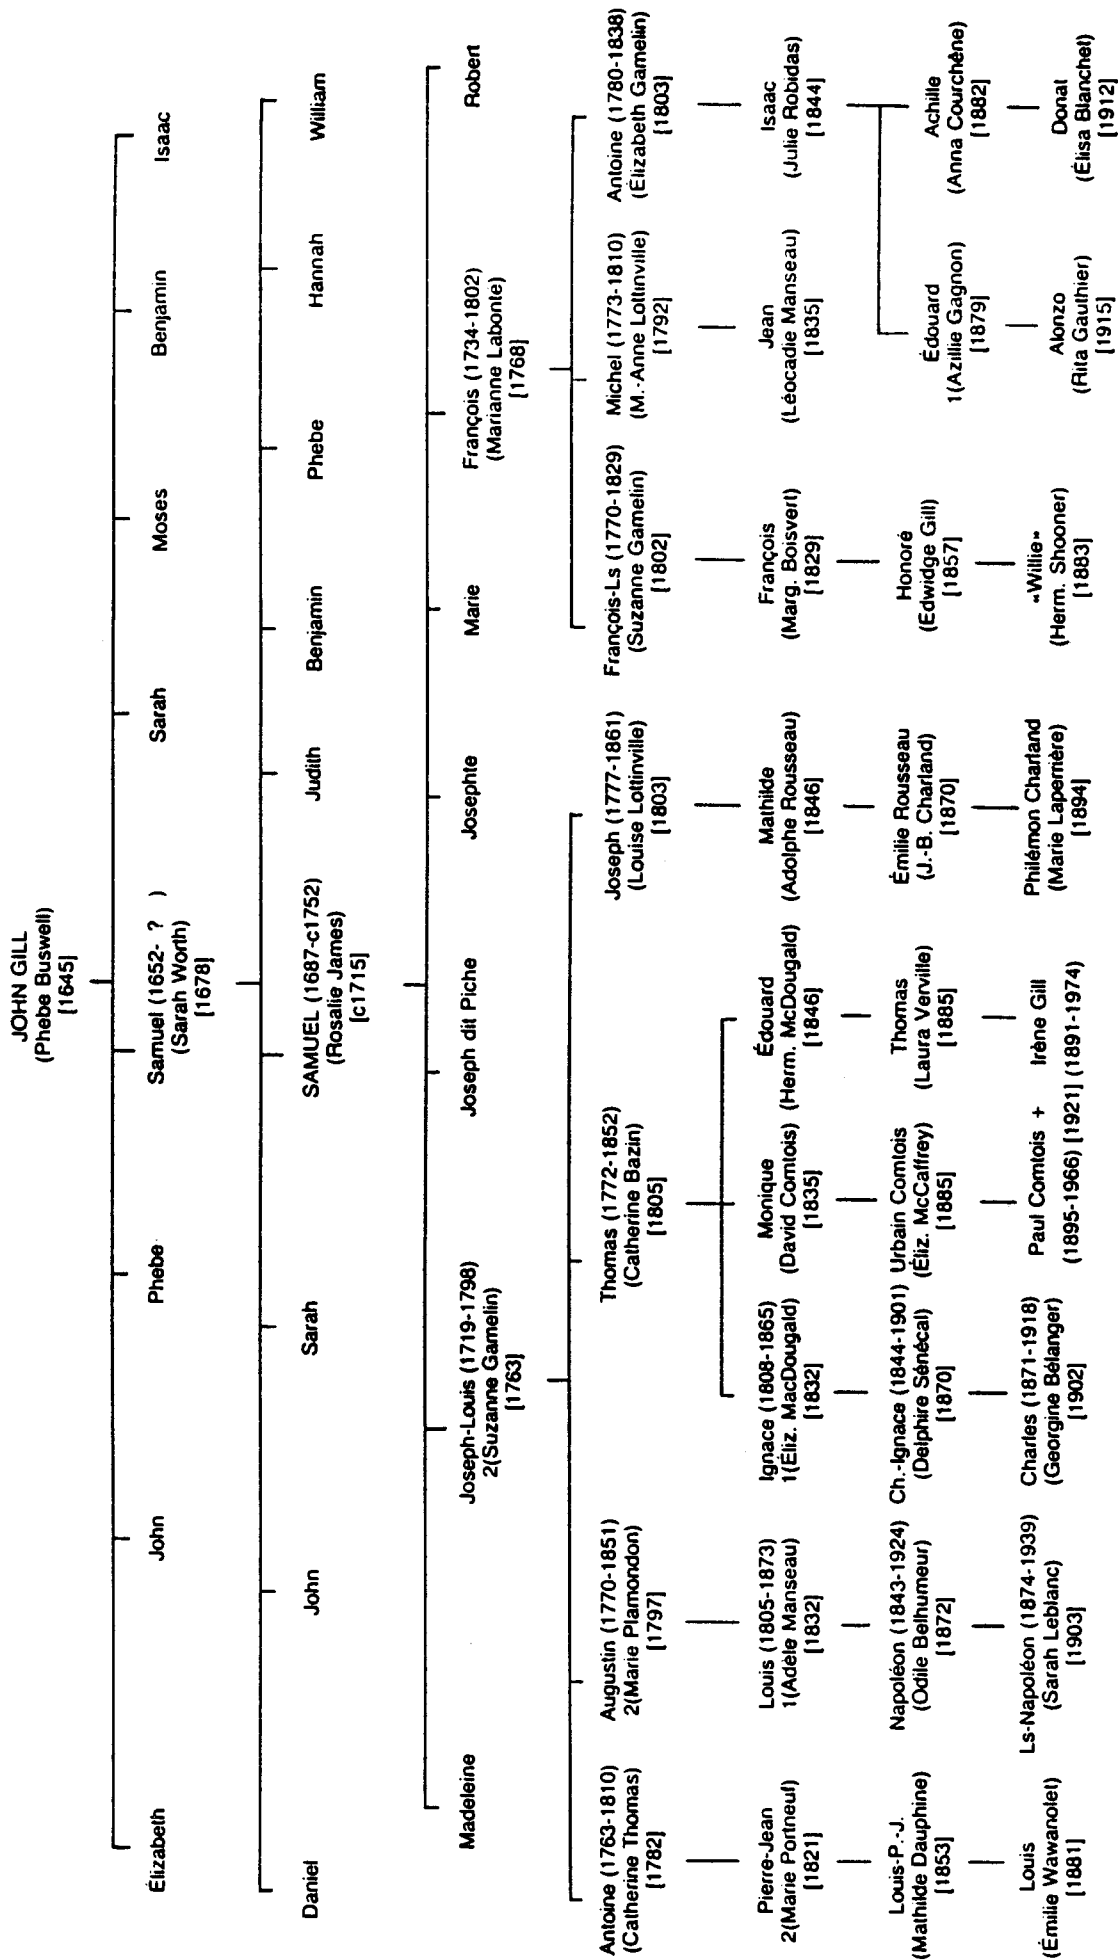 JOHN GILL
(Phebe Buswell)
[1645]
Élizabeth
John
Phebe
Samuel (1652- ? )
(Sarah Worth)
[1678]
Sarah
Moses
Benjamin
Isaac
Daniel
John
Sarah
SAMUEL (1687-c1752)
(Rosalie James)
[c1715]
Judith
Benjamin
Phebe
Hannah
William
Madeleine
Joseph-Louis (1719-1798)
2(Suzanne Gamelin)
[1763]
Joseph dit Piche
Josephte
Marie
François (1734-1802)
(Marianne Labonté)
[1768]
Robert
Antoine (1763-1810)
(Catherine Thomas)
[1782]
Augustin (1770-1851)
2(Marie Plamondon)
[1797]
Thomas (1772-1852)
(Catherine Bazin)
[1805]
Joseph (1777-1861)
(Louise Lottinville)
[1803]
François-Ls (1770-1829)
(Suzanne Gamelin)
[1802]
Michel (1773-1810)
(M.-Anne Lottinville)
[1792]
Antoine (1780-1838)
(Élizabeth Gamelin)
[1803]
Pierre-Jean
2(Marie Portneuf)
[1821]
Louis (1805-1873)
1(Adèle Manseau)
[1832]
Ignace (1808-1865)
1(Éliz. MacDougald)
[1832]
Monique
(David Comtois)
[1835]
Édouard
(Herm. McDougald)
[1846]
Mathilde
(Adolphe Rousseau)
[1846]
François
(Marg. Boisvert)
[1829]
Jean
(Léocadie Manseau)
[1835]
Isaac
(Julie Robidas)
[1844]
Louis-P.-J.
(Mathilde Dauphine)
[1853]
Napoléon (1843-1924)
(Odile Belhumeur)
[1872]
Ch.-Ignace (1844-1901)
(Delphire Sénécal)
[1870]
Urbain Comtois
(Éliz. McCaffrey)
[1885]
Thomas
(Laura Verville)
[1885]
Émilie Rousseau
(J.-B. Charland)
[1870]
Honoré
(Edwidge Gill)
[1857]
Édouard
1(Azillie Gagnon)
[1879]
Achille
(Anna Courchêne)
[1882]
Louis
(Émilie Wawanolet)
[1881]
Ls-Napoléon (1874-1939)
(Sarah Leblanc)
[1903]
Charles (1871-1918)
(Georgine Bélanger)
[1902]
Paul Comtois + Irène Gill
(1895-1966) [1921] (1891-1974)
Philémon Charland
(Marie Laperrière)
[1894]
«Willie»
(Herm. Shooner)
[1883]
Alonzo
(Rita Gauthier)
[1915]
Donat
(Élisa Blanchet)
[1912]